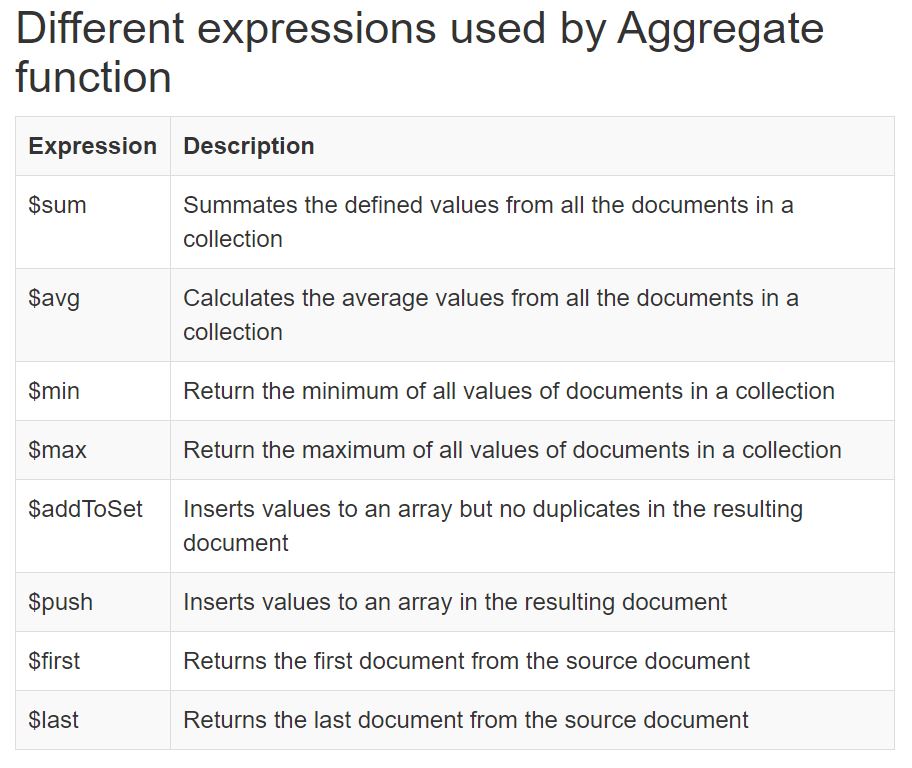 Different expressions used by Aggregate
function
Expression Description
$sum Summates the defined values from all the documents in a
collection
$avg Calculates the average values from all the documents in a
collection
$min Return the minimum of all values of documents in a collection
$max Return the maximum of all values of documents in a collection
$addToSet Inserts values to an array but no duplicates in the resulting
document
$push Inserts values to an array in the resulting document
$first Returns the first document from the source document
$last Returns the last document from the source document